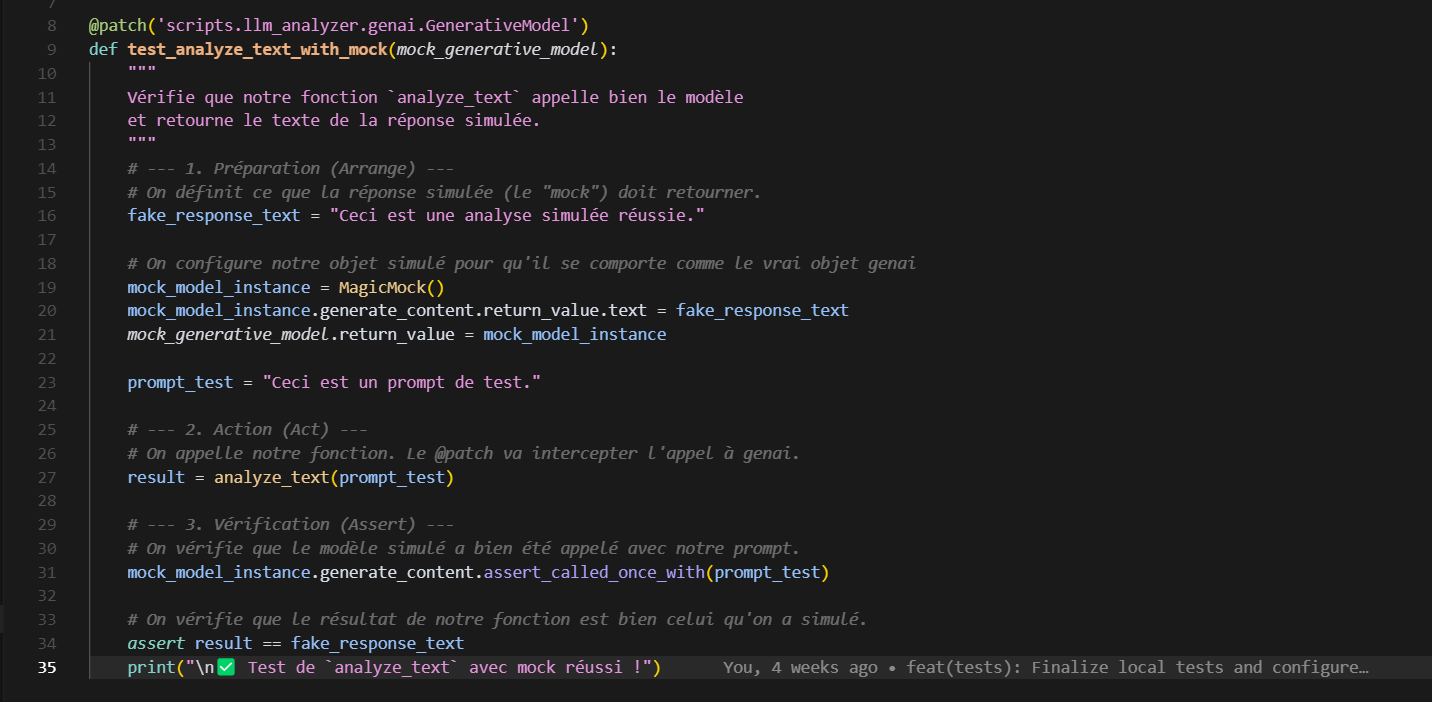 7
8 @patch('scripts.llm_analyzer.genai.GenerativeModel')
9 def test_analyze_text_with_mock(mock_generative_model):
10 """
11 Vérifie que notre fonction `analyze_text` appelle bien le modèle
12 et retourne le texte de la réponse simulée.
13 """
14 # --- 1. Préparation (Arrange) ---
15 # On définit ce que la réponse simulée (le "mock") doit retourner.
16 fake_response_text = "Ceci est une analyse simulée réussie."
17
18 # On configure notre objet simulé pour qu'il se comporte comme le vrai objet genai
19 mock_model_instance = MagicMock()
20 mock_model_instance.generate_content.return_value.text = fake_response_text
21 mock_generative_model.return_value = mock_model_instance
22
23 prompt_test = "Ceci est un prompt de test."
24
25 # --- 2. Action (Act) ---
26 # On appelle notre fonction. Le @patch va intercepter l'appel à genai.
27 result = analyze_text(prompt_test)
28
29 # --- 3. Vérification (Assert) ---
30 # On vérifie que le modèle simulé a bien été appelé avec notre prompt.
31 mock_model_instance.generate_content.assert_called_once_with(prompt_test)
32
33 # On vérifie que le résultat de notre fonction est bien celui qu'on a simulé.
34 assert result == fake_response_text
35 print("\n✅ Test de `analyze_text` avec mock réussi !") You, 4 weeks ago • feat(tests): Finalize local tests and configure…